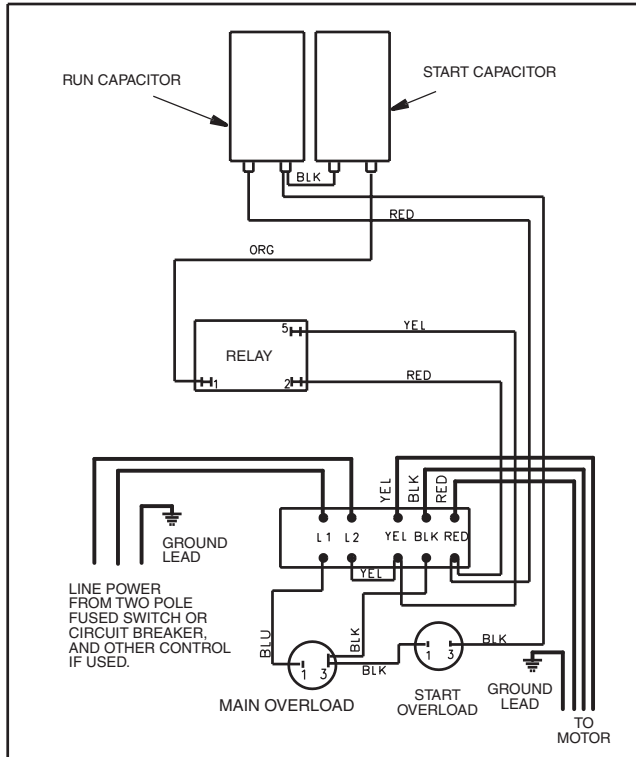 RUN CAPACITOR
START CAPACITOR
BLK
RED
ORG
5
YEL
RELAY
1
2
RED
YEL
BLK
RED
GROUND
LEAD
L1 L2 YEL BLK RED
YEL
LINE POWER
FROM TWO POLE
FUSED SWITCH OR
CIRCUIT BREAKER,
AND OTHER CONTROL
IF USED.
BLU
BLK
BLK
BLK
1 3
1 3
MAIN OVERLOAD
START
OVERLOAD
GROUND
LEAD
TO
MOTOR